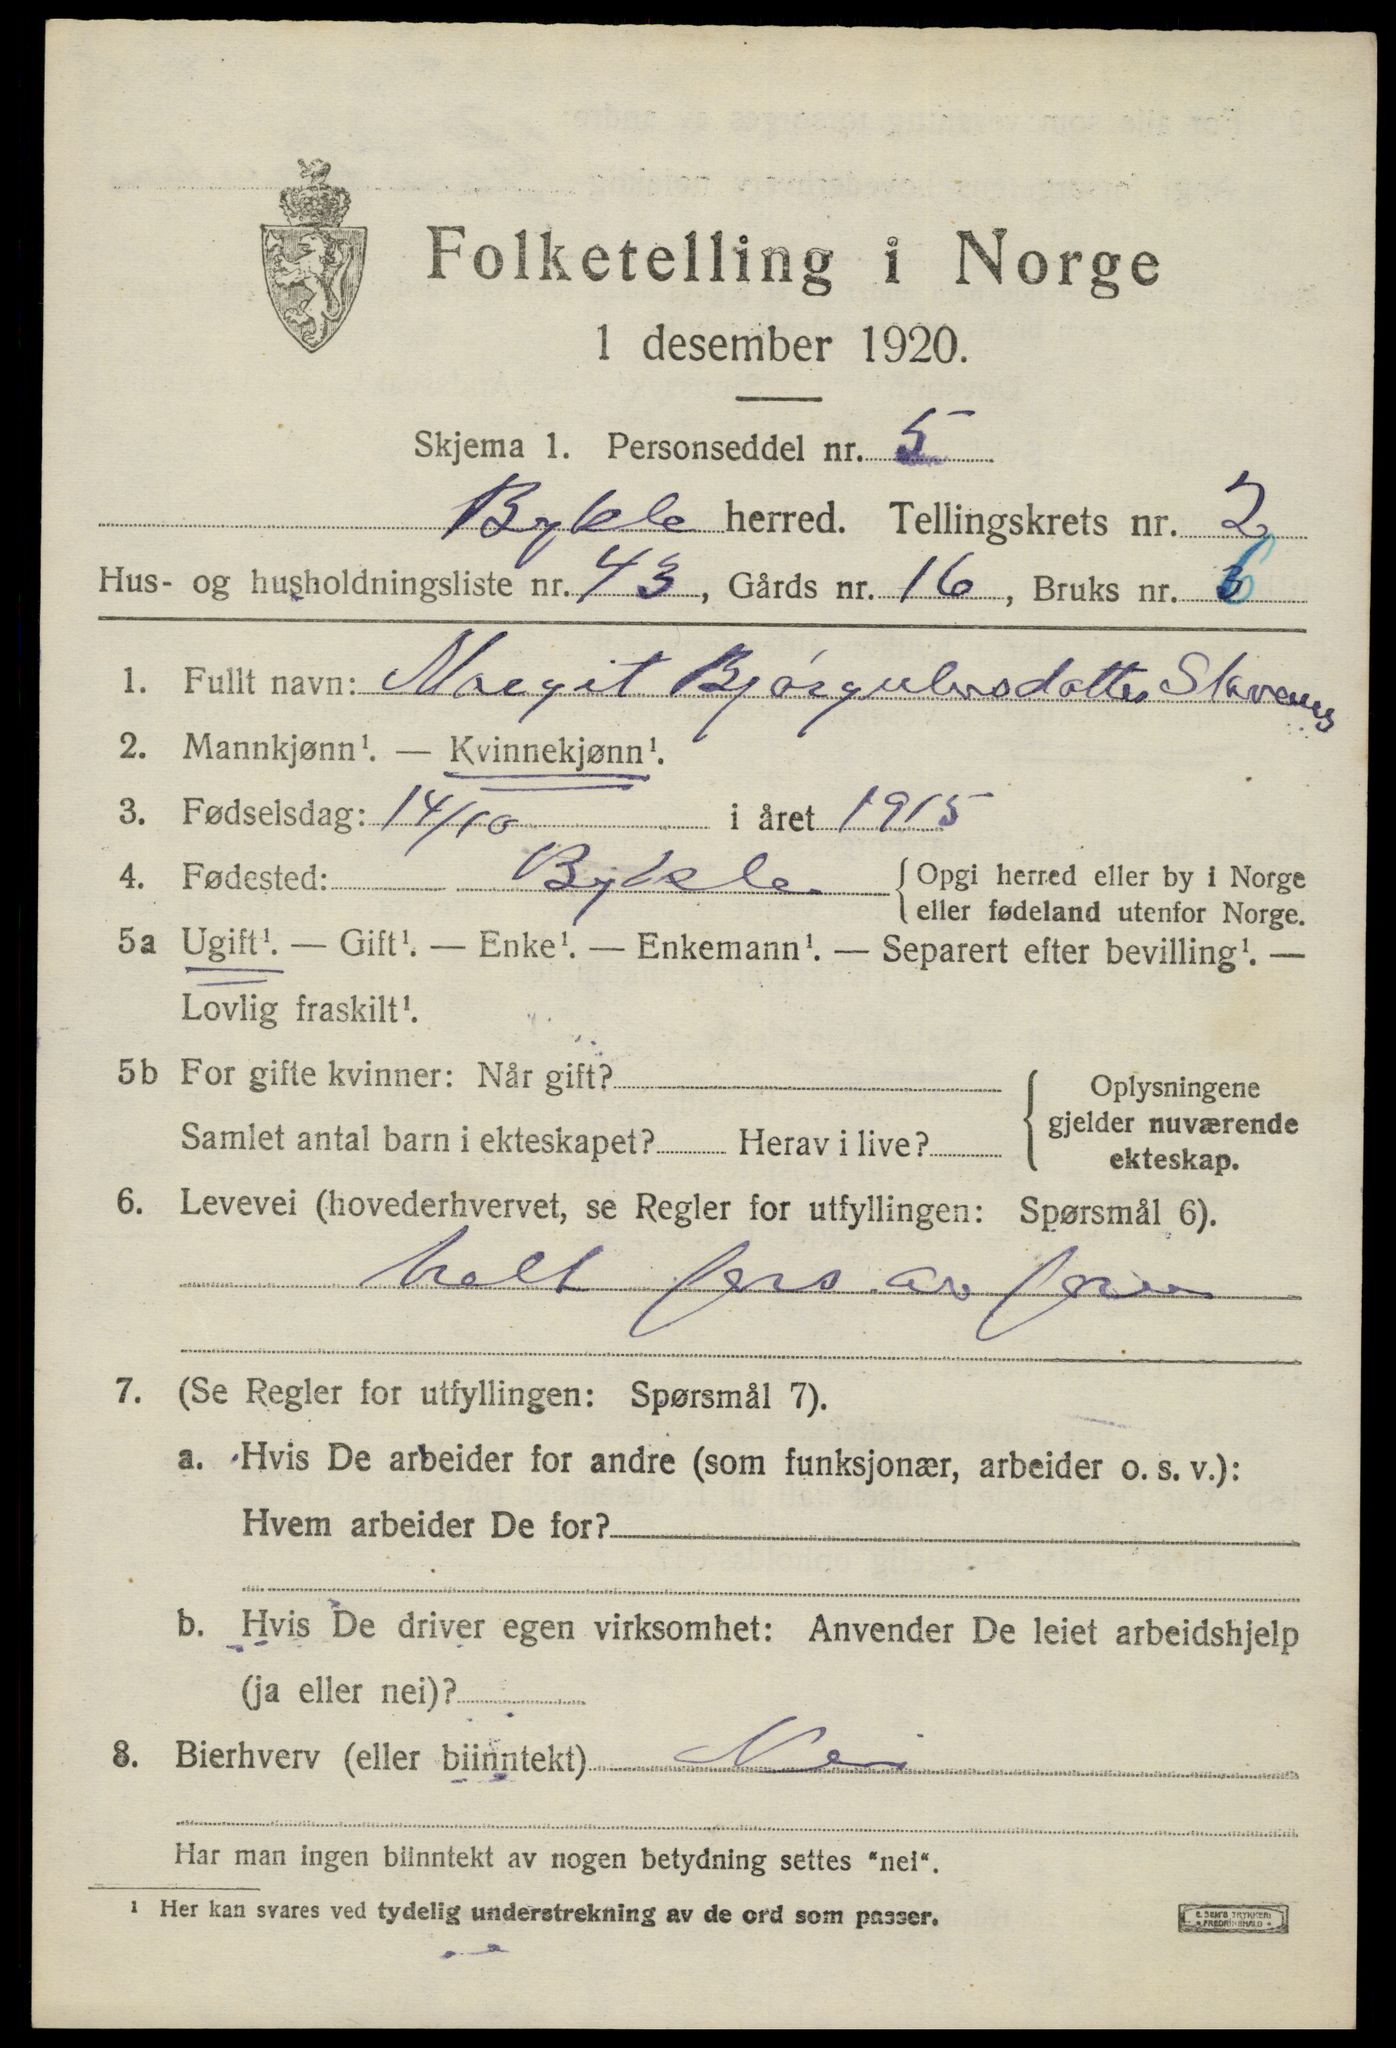 Folketelling i Norge
1 desember 1920.
Skjema 1. Personseddel nr. 5
Bykle herred. Tellingskrets nr. 2
Hus- og husholdningsliste nr. 43, Gårds nr. 16, Bruks nr. 6
1. Fullt navn: Margit Bjørgulvsdatter
2. Mannkjønn¹. — Kvinnekjønn¹.
3. Fødselsdag: 14/10 i året 1915
4. Fødested: Bykle. Opgi herred eller by i Norge
eller fødeland utenfor Norge.
5a Ugift¹. — Gift¹. — Enke¹. — Enkemann¹. — Separert efter bevilling¹. —
Lovlig fraskilt¹.
5b For gifte kvinner: Når gift? Oplysningene
gjelder nuværende
Samlet antal barn i ekteskapet? Herav i live?
ekteskap.
6. Levevei (hovederhvervet, se Regler for utfyllingen: Spørsmål 6).
helt fors. av
7. (Se Regler for utfyllingen: Spørsmål 7).
a. Hvis De arbeider for andre (som funksjonær, arbeider o. s. v.):
Hvem arbeider De for?
b. Hvis De driver egen virksomhet: Anvender De leiet arbeidshjelp
(ja eller nei)?
8. Bierhverv (eller biinntekt) Nei
Har man ingen biinntekt av nogen betydning settes "nei".
¹ Her kan svares ved tydelig understrekning av de ord som passer.
E. SEM'S TRYKKERI
FREDRIKSHALD